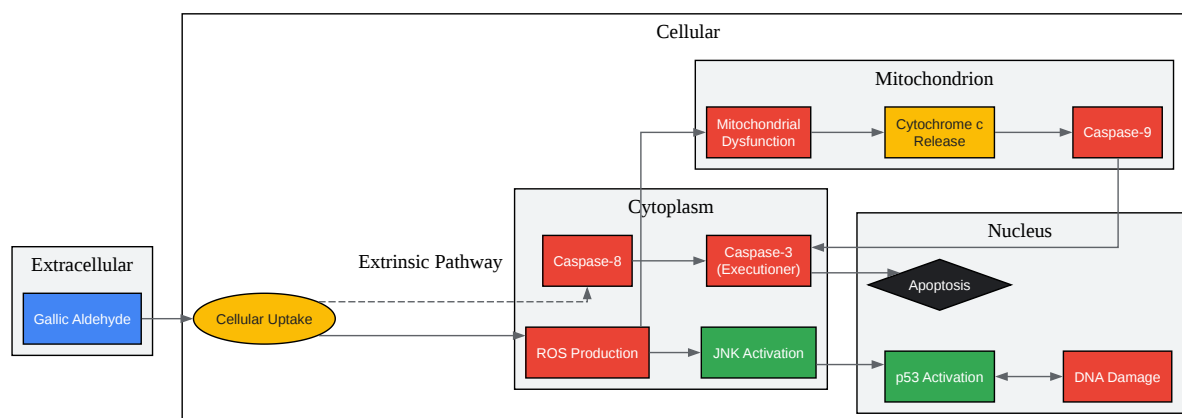 Cellular
Mitochondrion
Mitochondrial
Dysfunction
Cytochrome c
Release
Caspase-9
Cytoplasm
Nucleus
Extracellular
Extrinsic Pathway
Caspase-8
Caspase-3
(Executioner)
Apoptosis
Gallic Aldehyde
Cellular Uptake
ROS Production
JNK Activation
p53 Activation
DNA Damage